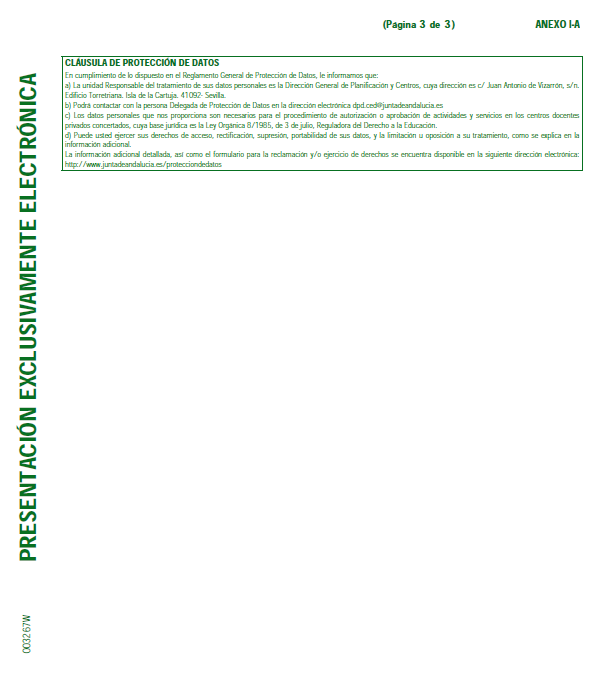 (Página 3 de 3) ANEXO I-A
CLÁUSULA DE PROTECCIÓN DE DATOS
En cumplimiento de lo dispuesto en el Reglamento General de Protección de Datos, le informamos que:
a) La unidad Responsable del tratamiento de sus datos personales es la Dirección General de Planificación y Centros, cuya dirección es c/ Juan Antonio de Vizarrón, s/n.
Edificio Torretriana. Isla de la Cartuja. 41092- Sevilla.
b) Podrá contactar con la persona Delegada de Protección de Datos en la dirección electrónica dpd.ced@juntadeandalucia.es
c) Los datos personales que nos proporciona son necesarios para el procedimiento de autorización o aprobación de actividades y servicios en los centros docentes
privados concertados, cuya base jurídica es la Ley Orgánica 8/1985, de 3 de julio, Reguladora del Derecho a la Educación.
d) Puede usted ejercer sus derechos de acceso, rectificación, supresión, portabilidad de sus datos, y la limitación u oposición a su tratamiento, como se explica en la
información adicional.
La información adicional detallada, así como el formulario para la reclamación y/o ejercicio de derechos se encuentra disponible en la siguiente dirección electrónica:
http://www.juntadeandalucia.es/protecciondedatos
PRESENTACIÓN EXCLUSIVAMENTE ELECTRÓNICA
003267W